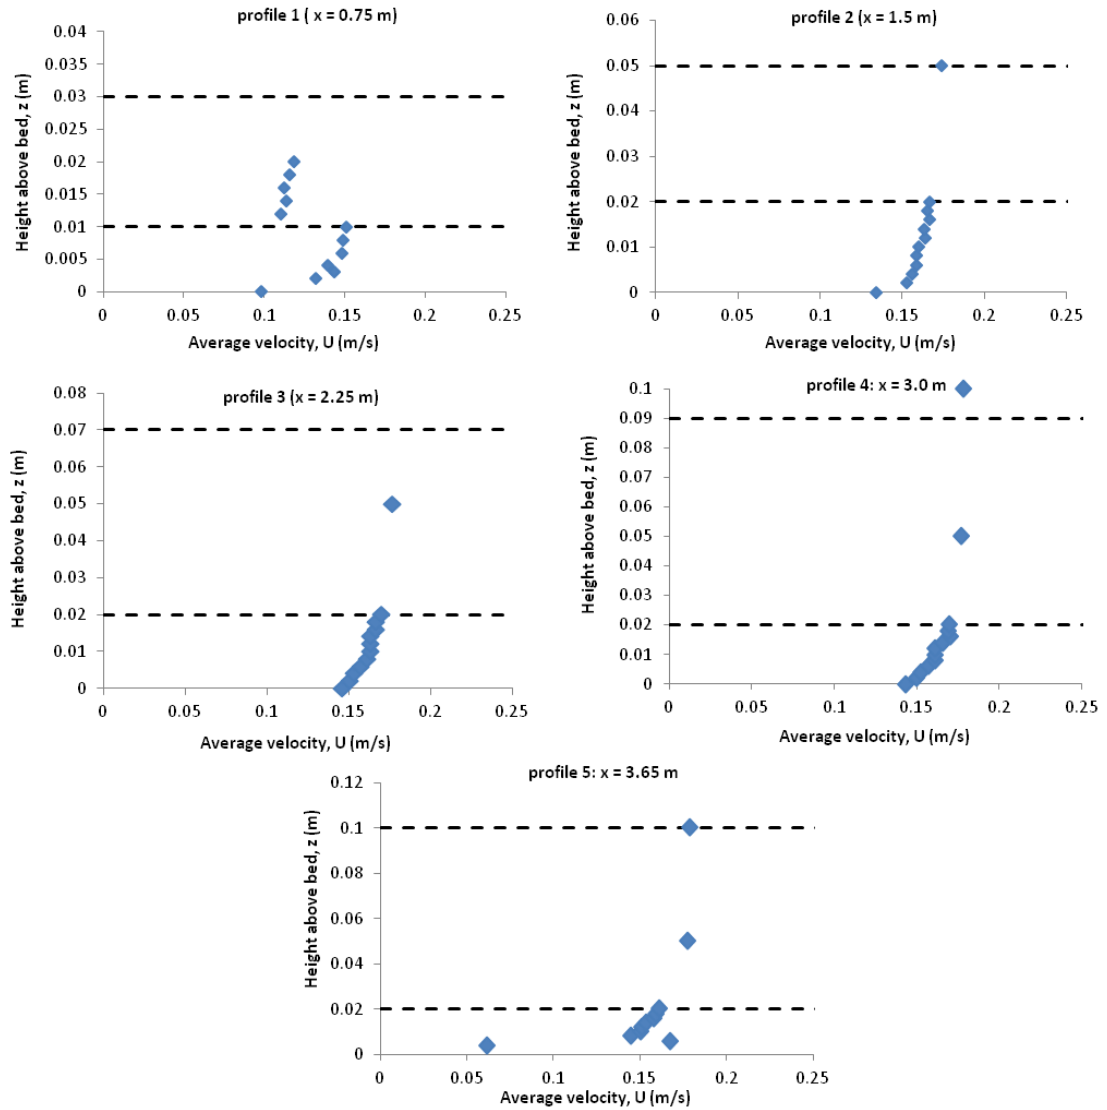 profile 1 ( x = 0.75 m)
Height above bed, z (m)
0.04
0.035
0.03
0.025
0.02
0.015
0.01
0.005
0
0 0.05 0.1 0.15 0.2 0.25
Average velocity, U (m/s)
profile 2 (x = 1.5 m)
Height above bed, z (m)
0.06
0.05
0.04
0.03
0.02
0.01
0
0 0.05 0.1 0.15 0.2 0.25
Average velocity, U (m/s)
profile 3 (x = 2.25 m)
Height above bed, z (m)
0.08
0.07
0.06
0.05
0.04
0.03
0.02
0.01
0
0 0.05 0.1 0.15 0.2 0.25
Average velocity, U (m/s)
profile 4: x = 3.0 m
Height above bed, z (m)
0.1
0.09
0.08
0.07
0.06
0.05
0.04
0.03
0.02
0.01
0
0 0.05 0.1 0.15 0.2 0.25
Average velocity, U (m/s)
profile 5: x = 3.65 m
Height above bed, z (m)
0.12
0.1
0.08
0.06
0.04
0.02
0
0 0.05 0.1 0.15 0.2 0.25
Average velocity, U (m/s)